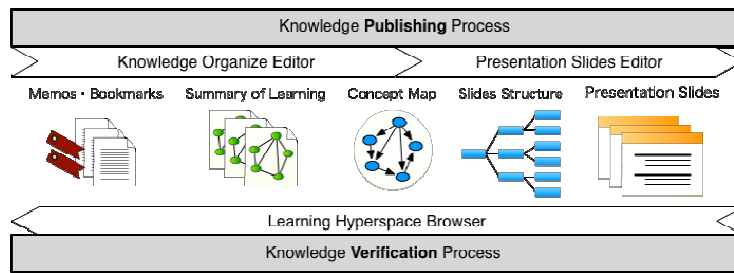 Knowledge Publishing Process
Knowledge Organize Editor
Presentation Slides Editor
Memos・Bookmarks
Summary of Learning
Concept Map
Slides Structure
Presentation Slides
Learning Hyperspace Browser
Knowledge Verification Process